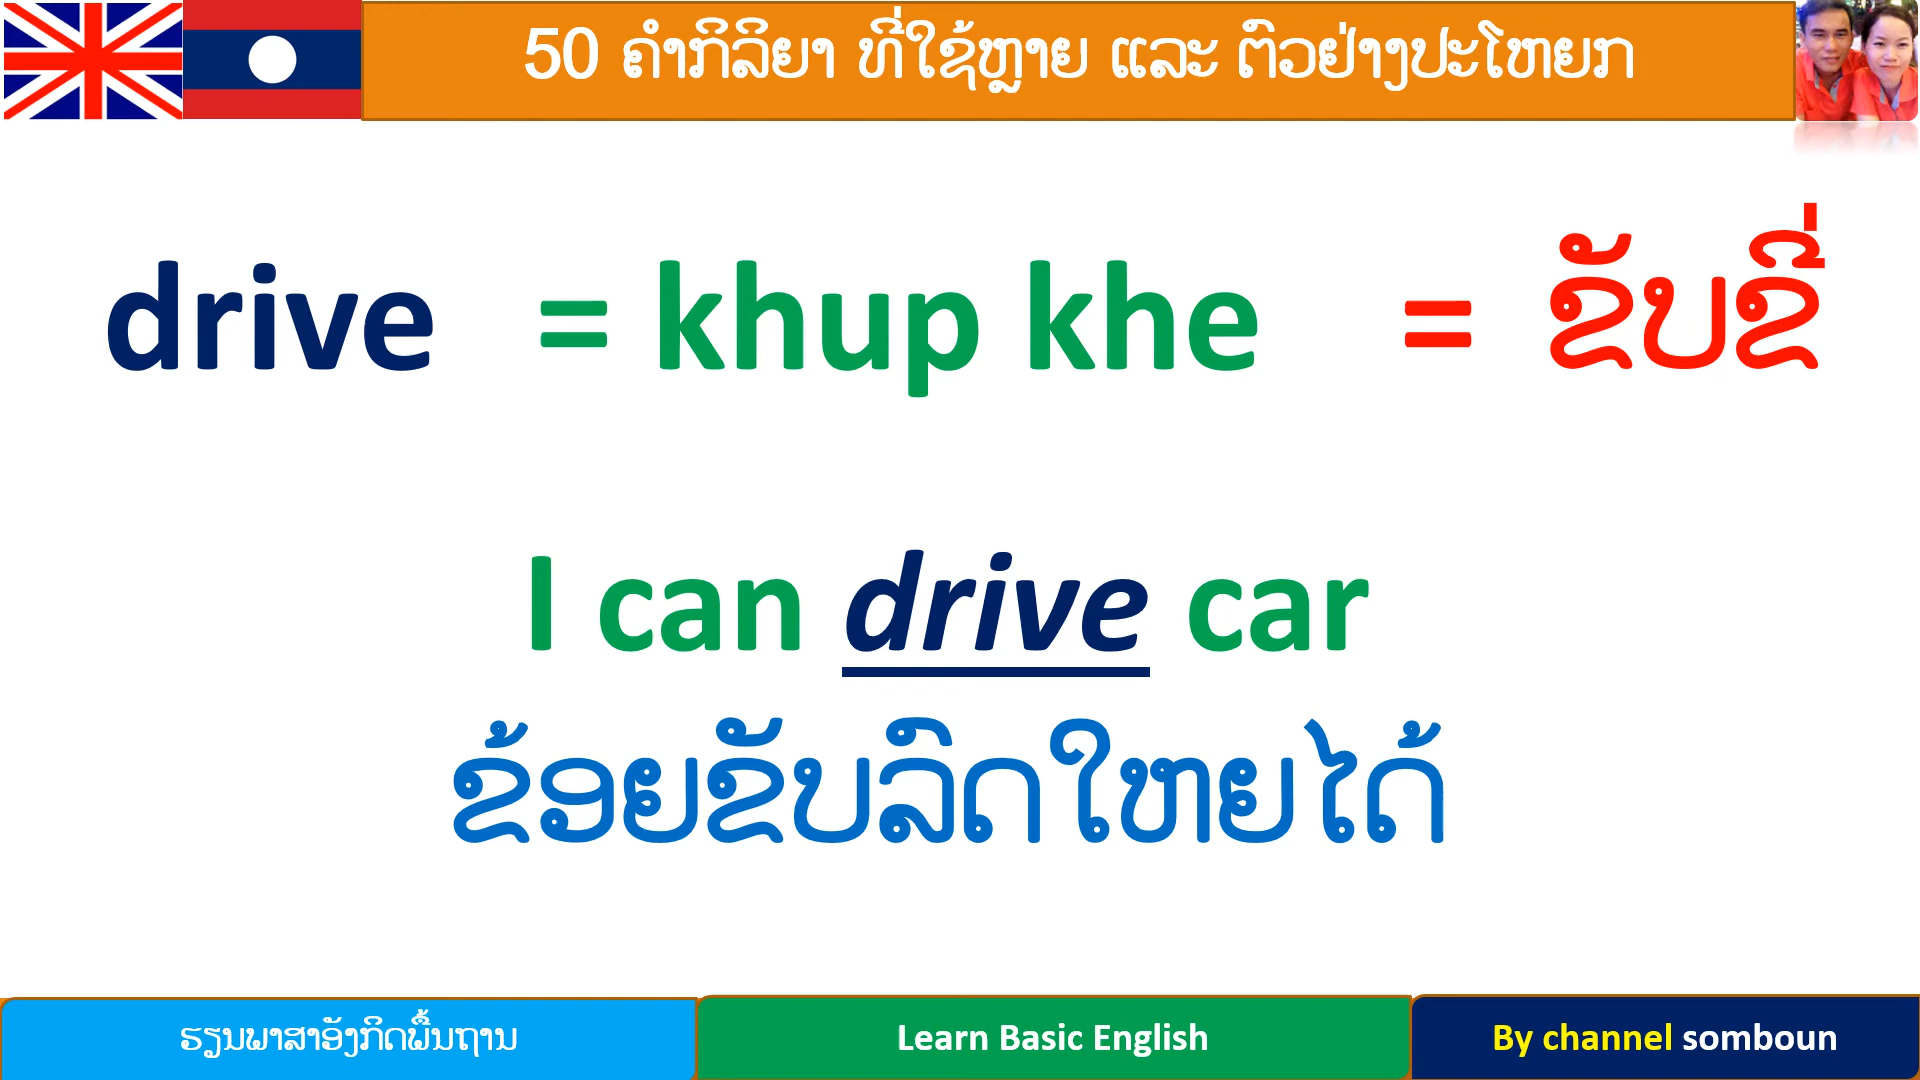 50 ຄຳກິລິຍາ ທີ່ໃຊ້ຫຼາຍ ແລະ ຕົວຢ່າງປະໂຫຍກ
drive = khup khe = ຂັບຂີ່
I can drive car
ຂ້ອຍຂັບລົດໃຫຍໄດ້
ຮຽນພາສາອັງກິດພື້ນຖານ
Learn Basic English
By channel somboun